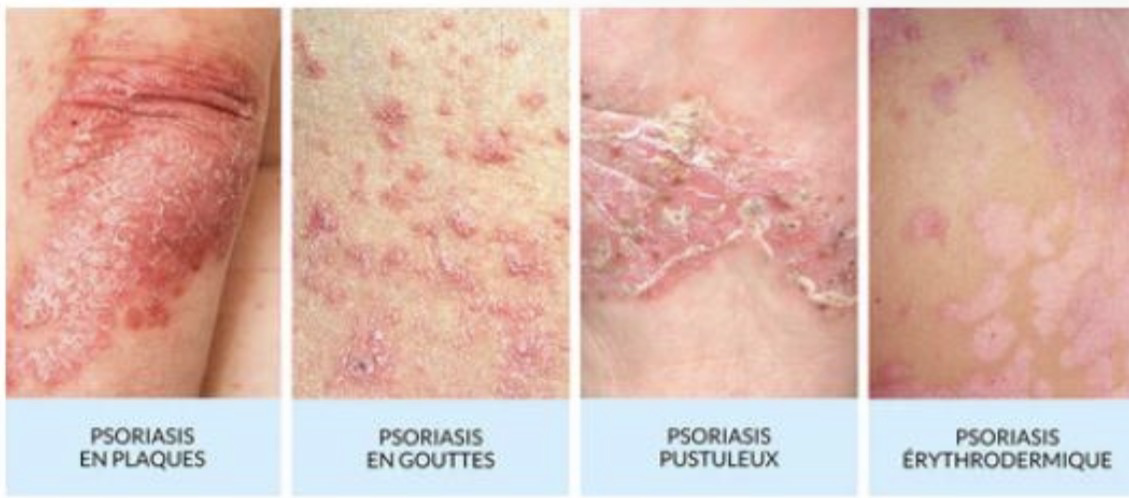 PSORIASIS
EN PLAQUES
PSORIASIS
EN GOUTTES
PSORIASIS
PUSTULEUX
PSORIASIS
ÉRYTHRODERMIQUE